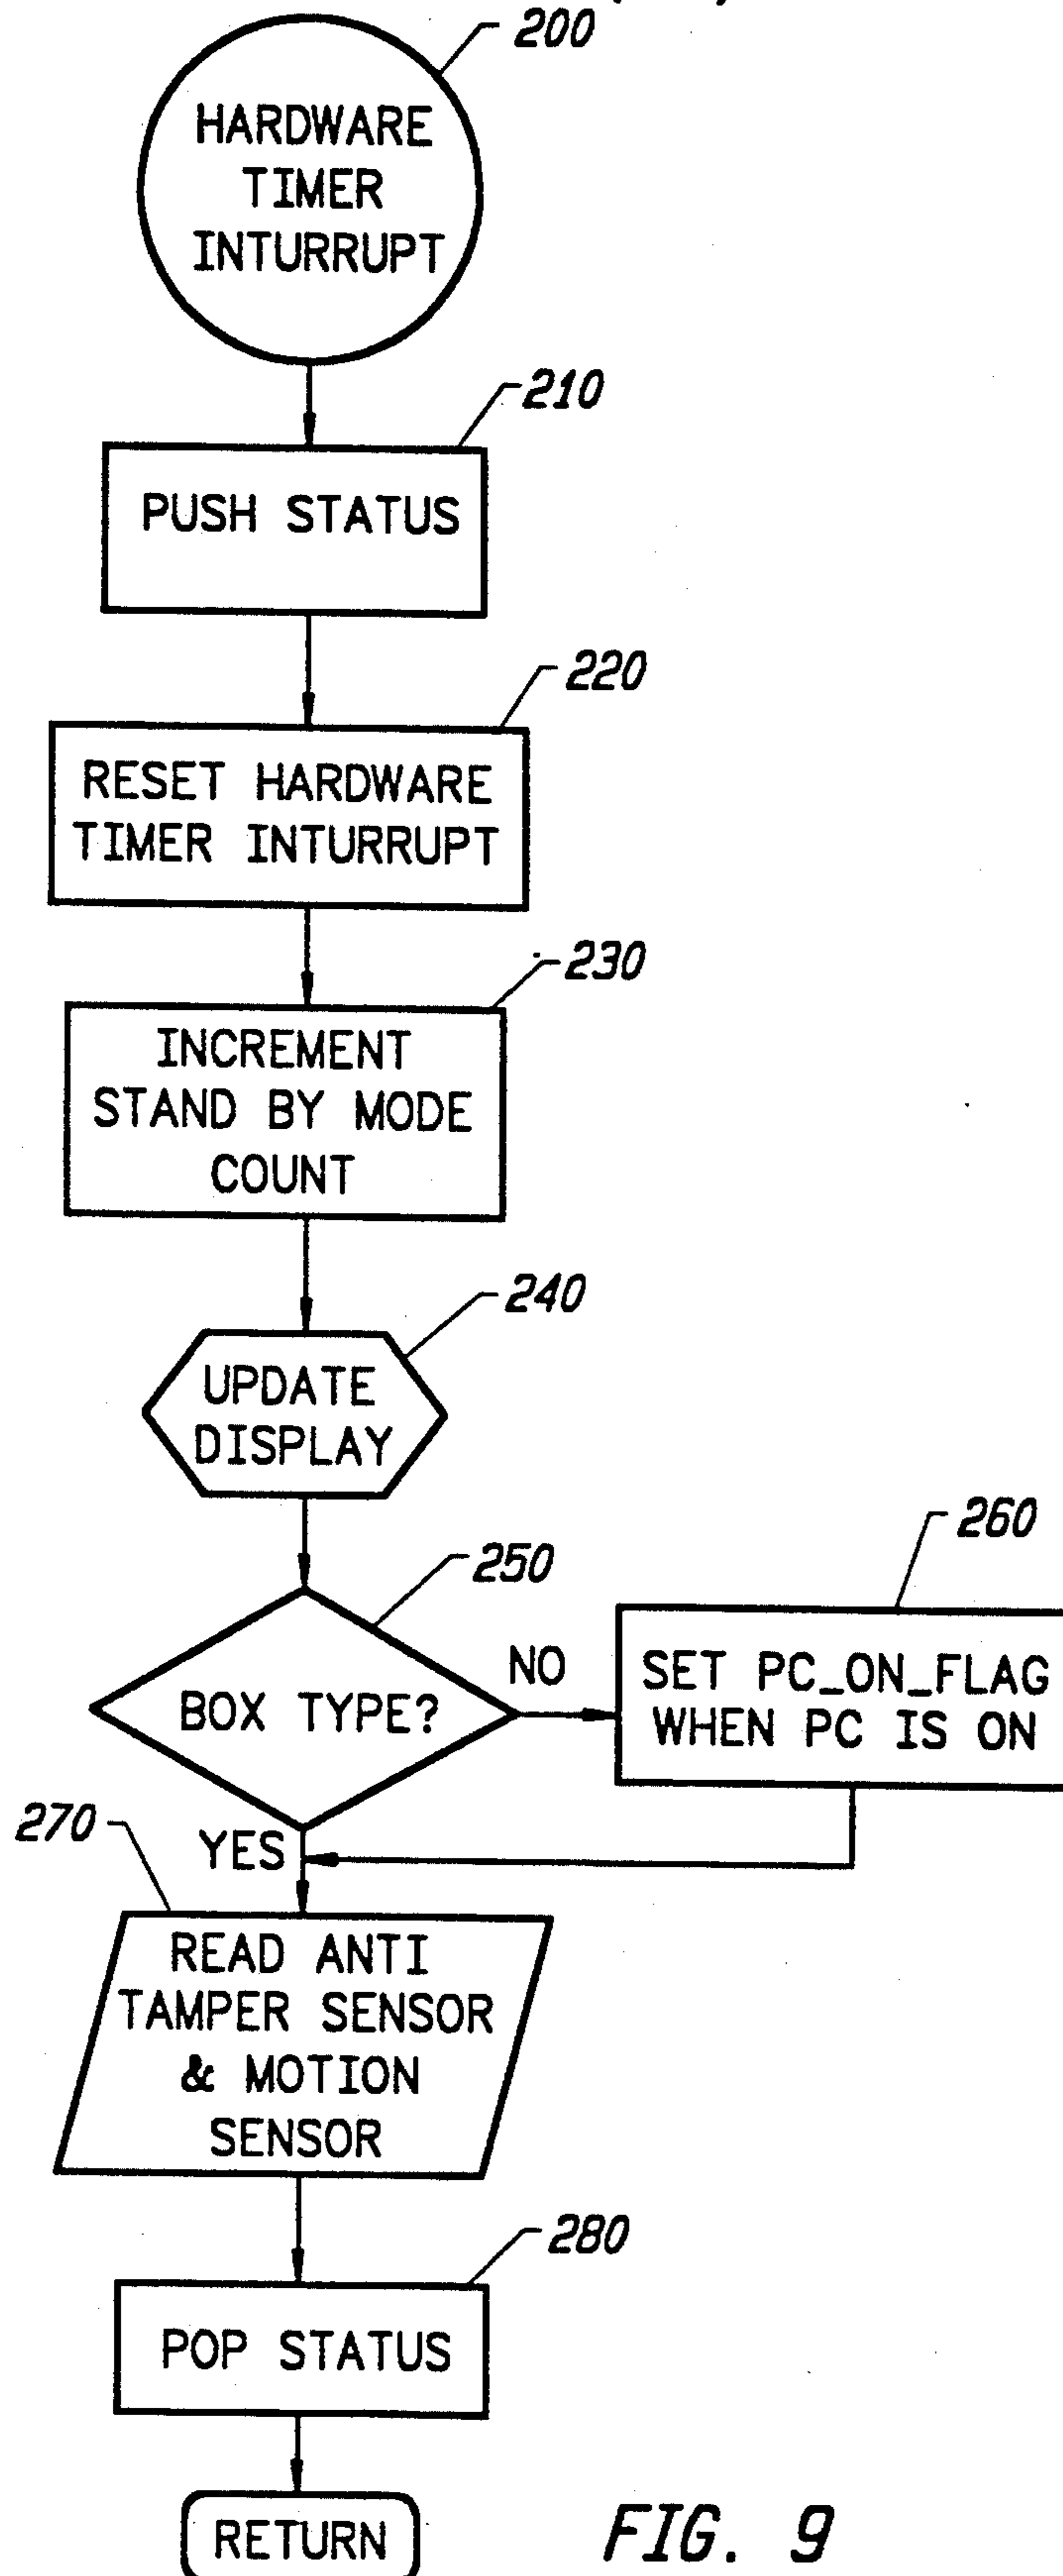 200
HARDWARE
TIMER
INTURRUPT
210
PUSH STATUS
220
RESET HARDWARE
TIMER INTURRUPT
230
INCREMENT
STAND BY MODE
COUNT
240
UPDATE
DISPLAY
250
BOX TYPE?
NO
260
SET PC_ON_FLAG
WHEN PC IS ON
YES
270
READ ANTI
TAMPER SENSOR
& MOTION
SENSOR
280
POP STATUS
RETURN
FIG. 9